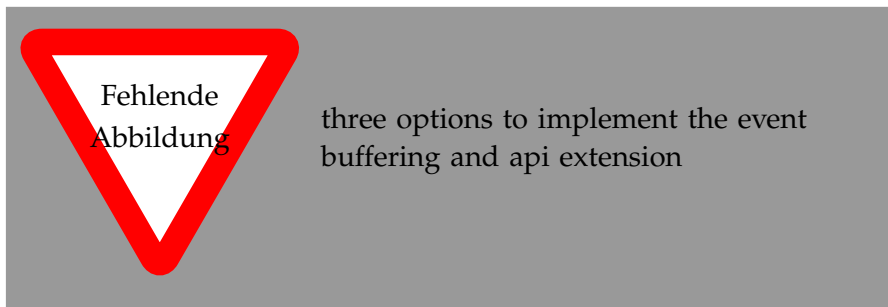 Fehlende
Abbildung
three options to implement the event
buffering and api extension